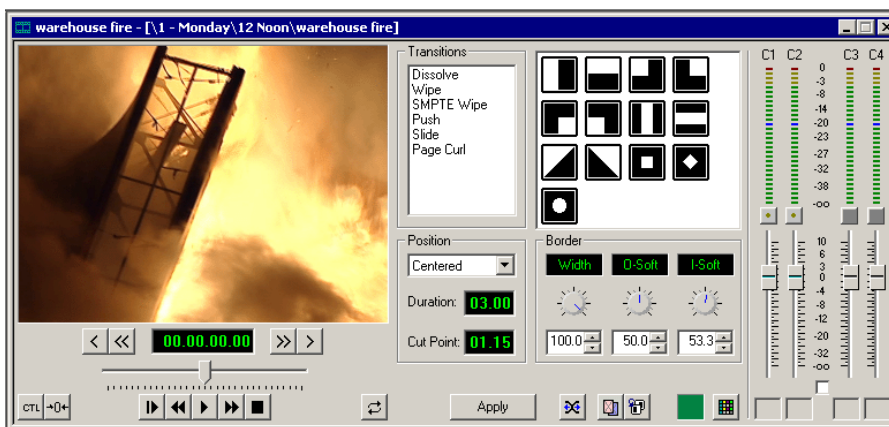 warehouse fire - [\1 - Monday\12 Noon\warehouse fire]
Transitions
Dissolve
Wipe
SMPTE Wipe
Push
Slide
Page Curl
Position
Centered
Duration: 03.00
Cut Point: 01.15
Border
Width O-Soft I-Soft
100.0 50.0 53.3
00.00.00.00
CTL
0
Apply
C1 C2 C3 C4
0
-3
-8
-14
-20
-23
-27
-32
-38
-oo
10
6
3
0
-4
-8
-12
-20
-32
-oo